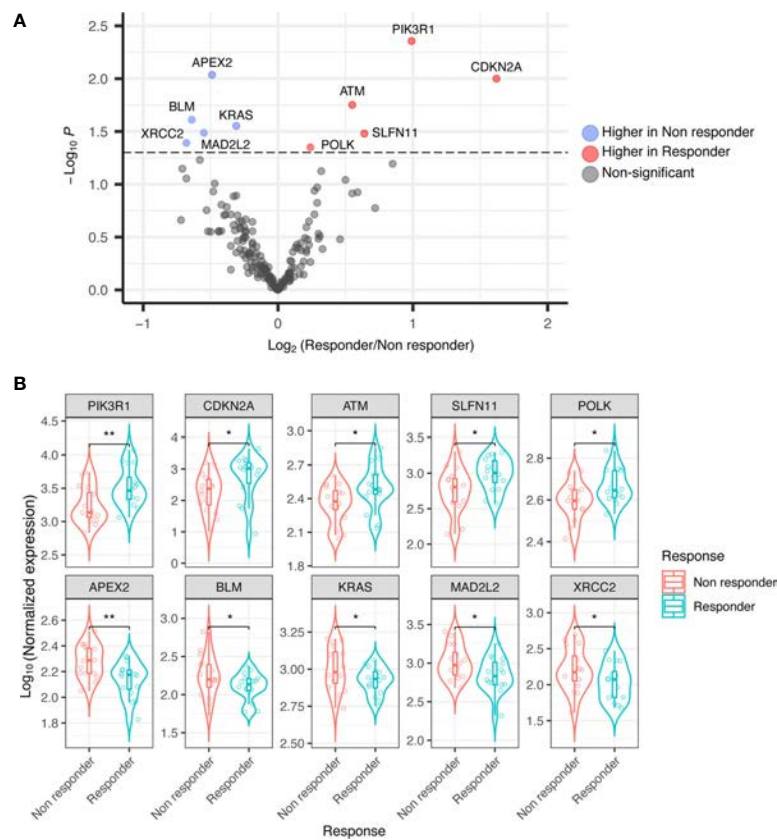 A
2.5
2.0
1.5
1.0
0.5
0.0
− Log10 P
PIK3R1
CDKN2A
APEX2
ATM
BLM
KRAS
XRCC2
MAD2L2
POLK
SLFN11
−1
0
1
2
Log2 (Responder/Non responder)
Higher in Non responder
Higher in Responder
Non-significant
B
Log10 (Normalized expression)
PIK3R1
4.5
4.0
3.5
3.0
**
CDKN2A
4
3
2
1
0
*
ATM
3.0
2.7
2.4
2.1
1.8
*
SLFN11
3.5
3.0
2.5
2.0
*
POLK
3.0
2.8
2.6
2.4
*
APEX2
2.6
2.4
2.2
2.0
1.8
**
BLM
3.0
2.5
2.0
*
KRAS
3.25
3.00
2.75
2.50
*
MAD2L2
3.5
3.0
2.5
2.0
*
XRCC2
3.0
2.5
2.0
1.5
*
Non responder
Responder
Non responder
Responder
Non responder
Responder
Non responder
Responder
Non responder
Responder
Response
Response
Non responder
Responder